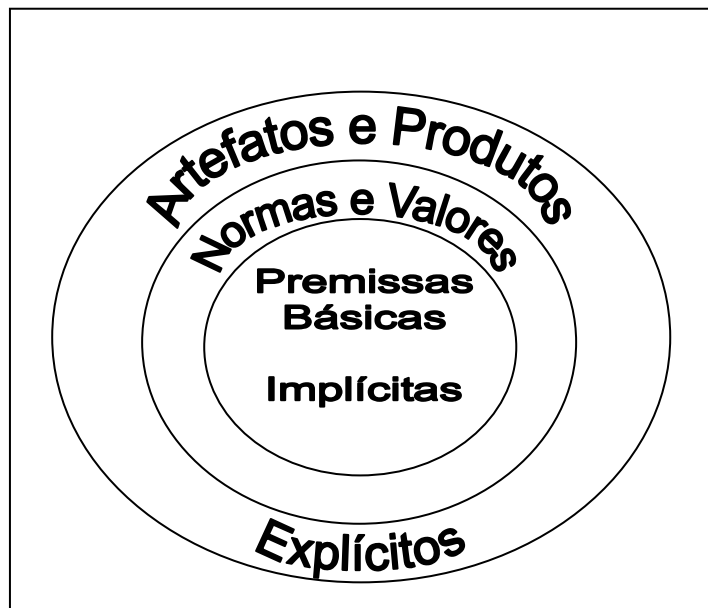 Artefatos e Produtos
Normas e Valores
Premissas
Básicas
Implícitas
Explícitos